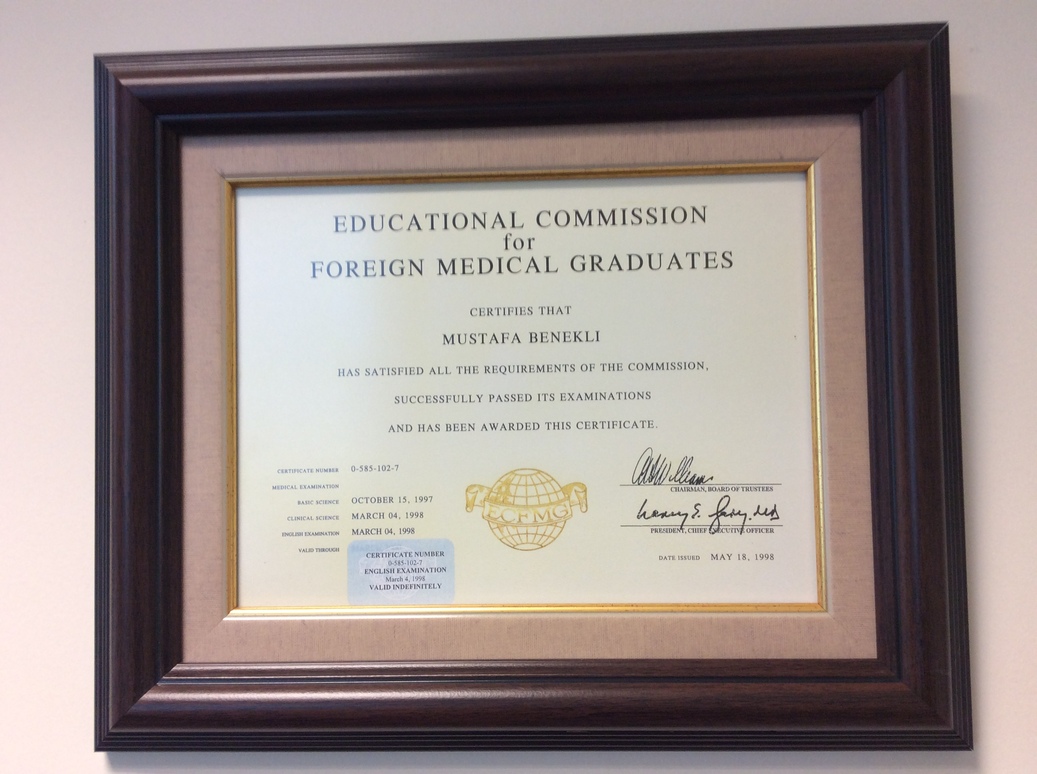 EDUCATIONAL COMMISSION
for
FOREIGN MEDICAL GRADUATES
CERTIFIES THAT
MUSTAFA BENEKLI
HAS SATISFIED ALL THE REQUIREMENTS OF THE COMMISSION,
SUCCESSFULLY PASSED ITS EXAMINATIONS
AND HAS BEEN AWARDED THIS CERTIFICATE.
CERTIFICATE NUMBER 0-585-102-7
MEDICAL EXAMINATION
BASIC SCIENCE OCTOBER 15, 1997
CLINICAL SCIENCE MARCH 04, 1998
ENGLISH EXAMINATION MARCH 04, 1998
VALID THROUGH
CERTIFICATE NUMBER
0-585-102-7
ENGLISH EXAMINATION
March 4, 1998
VALID INDEFINITELY
ECFMG
CHAIRMAN, BOARD OF TRUSTEES
PRESIDENT, CHIEF EXECUTIVE OFFICER
DATE ISSUED MAY 18, 1998